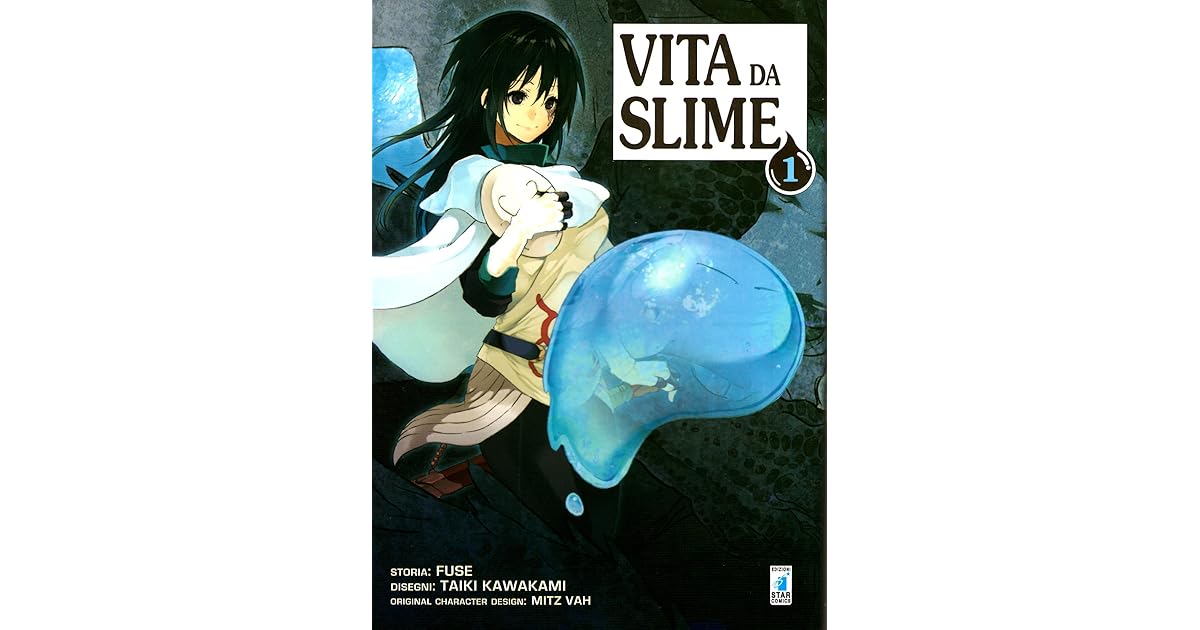 VITA DA
SLIME
1
STORIA: FUSE
DISEGNI: TAIKI KAWAKAMI
ORIGINAL CHARACTER DESIGN: MITZ VAH
EDIZIONI
STAR
COMICS